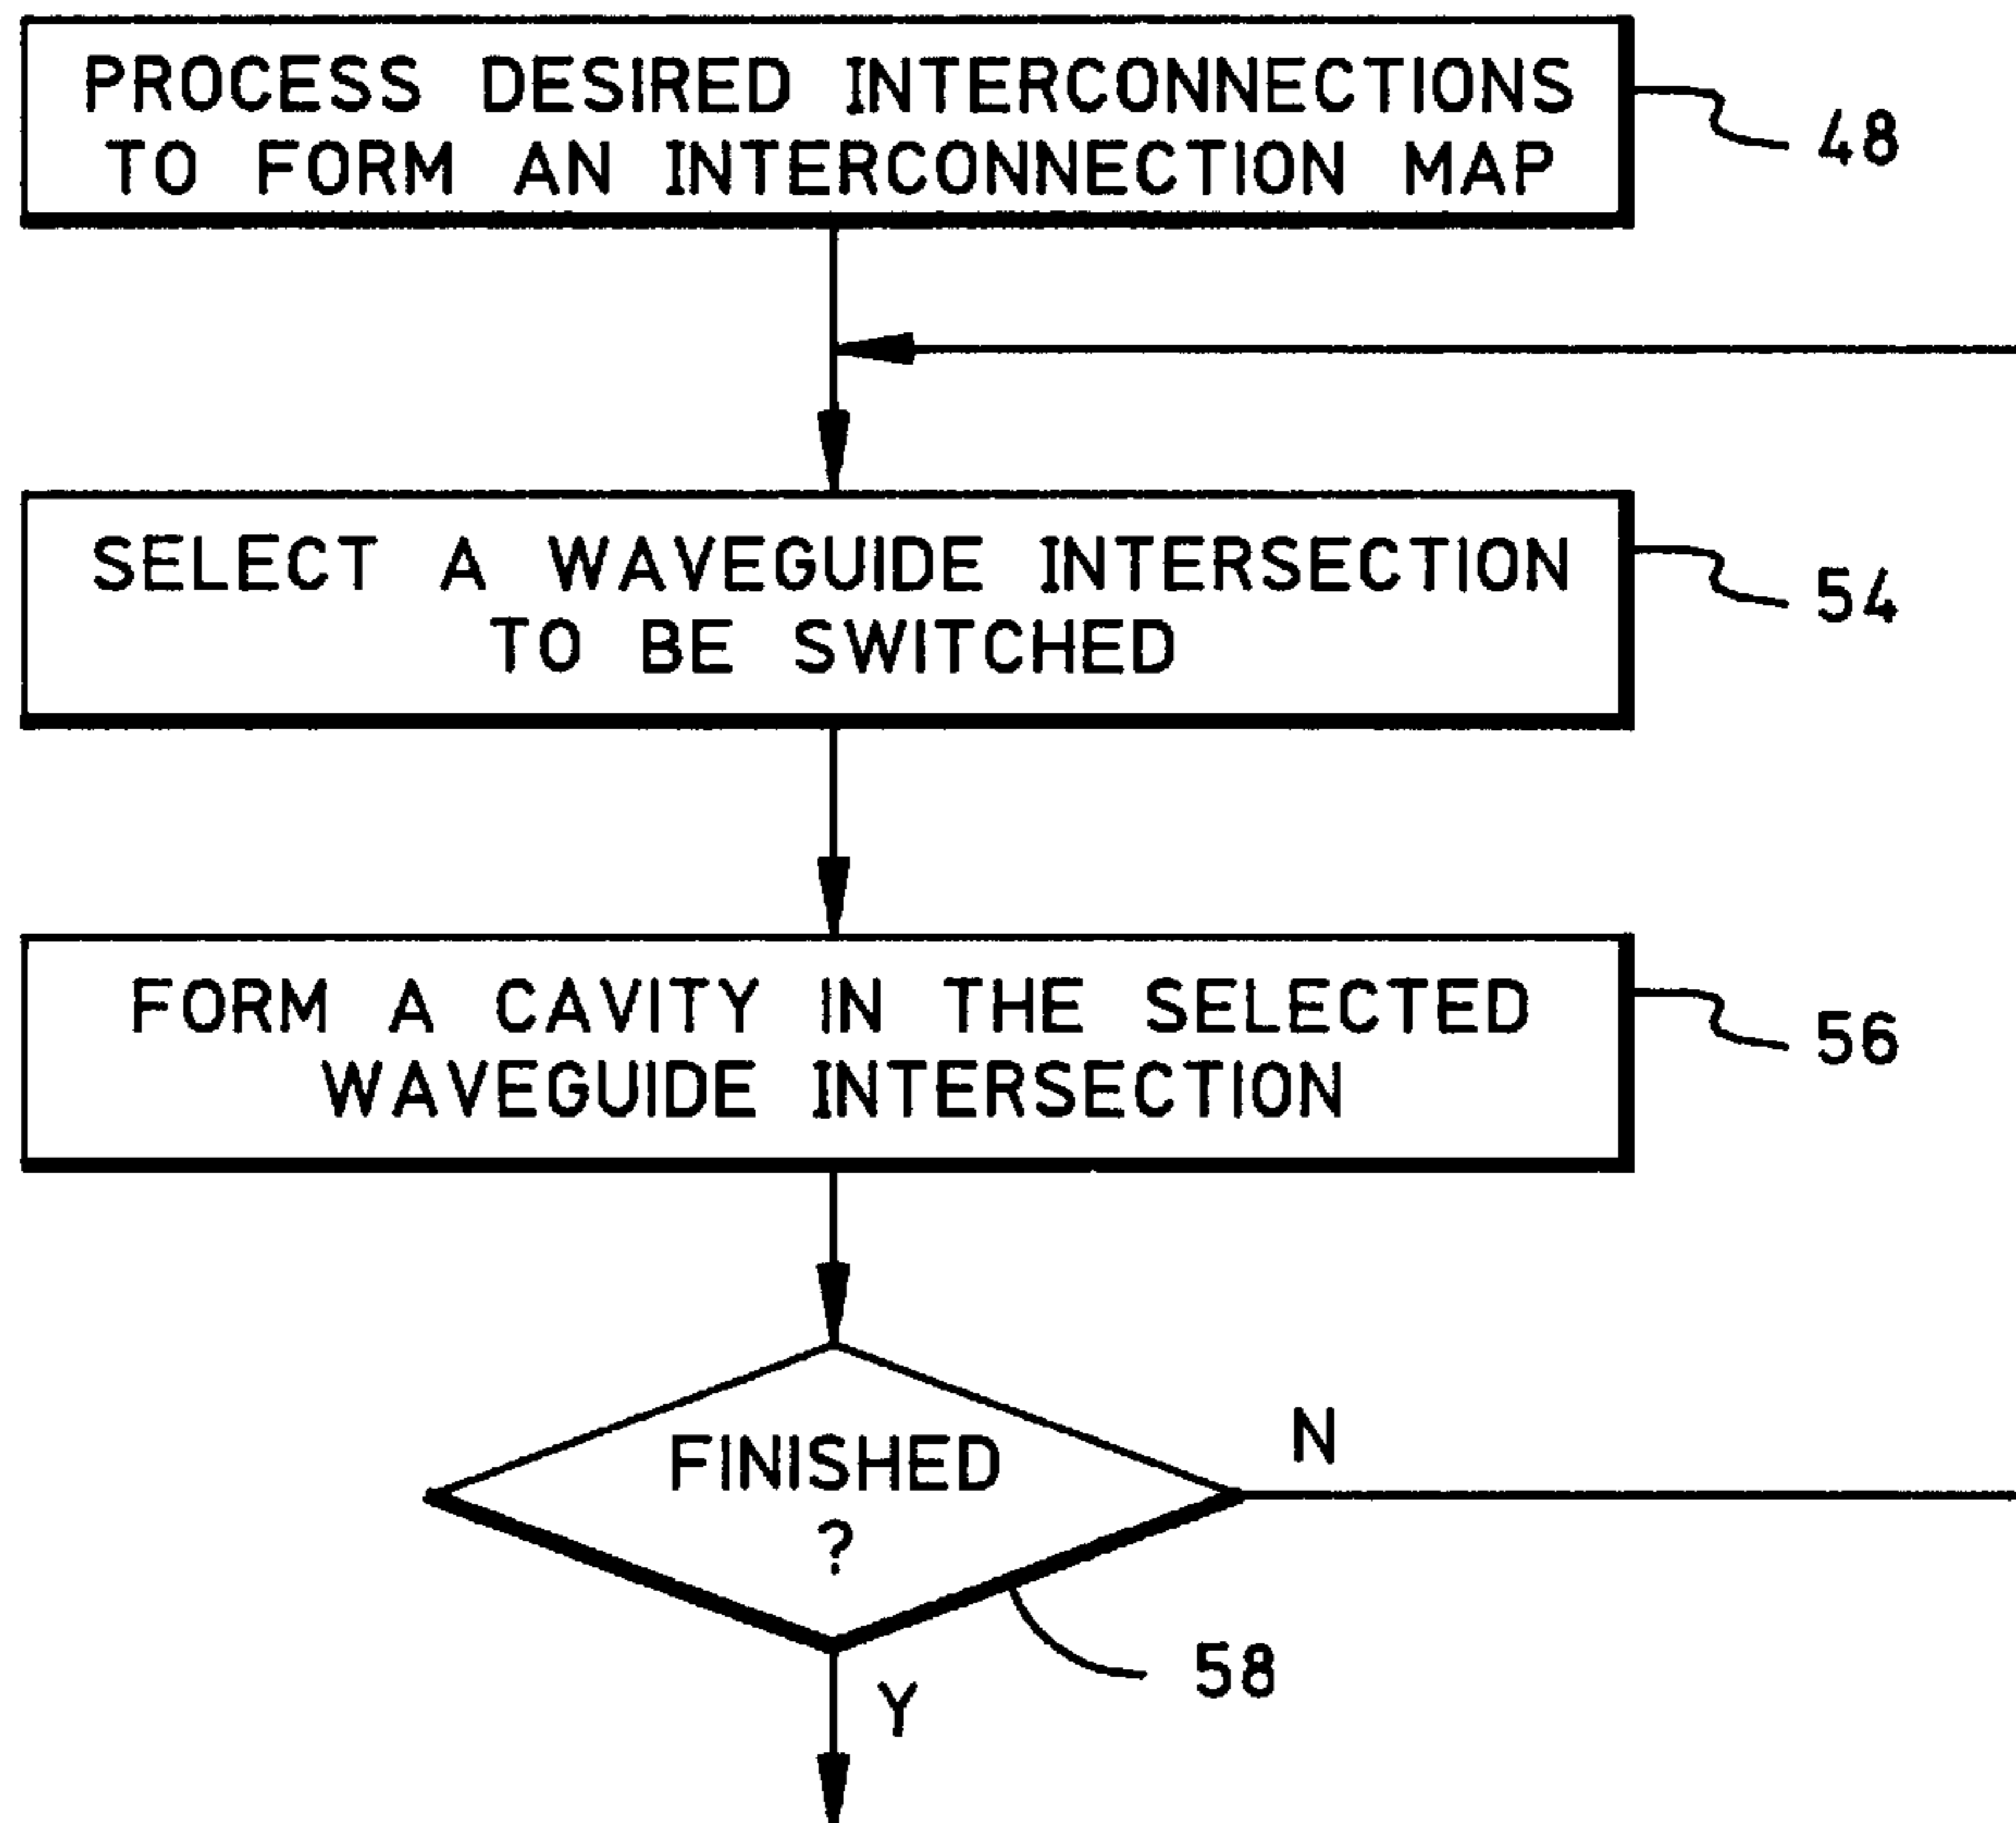 PROCESS DESIRED INTERCONNECTIONS
TO FORM AN INTERCONNECTION MAP
48
SELECT A WAVEGUIDE INTERSECTION
TO BE SWITCHED
54
FORM A CAVITY IN THE SELECTED
WAVEGUIDE INTERSECTION
56
FINISHED
?
N
58
Y